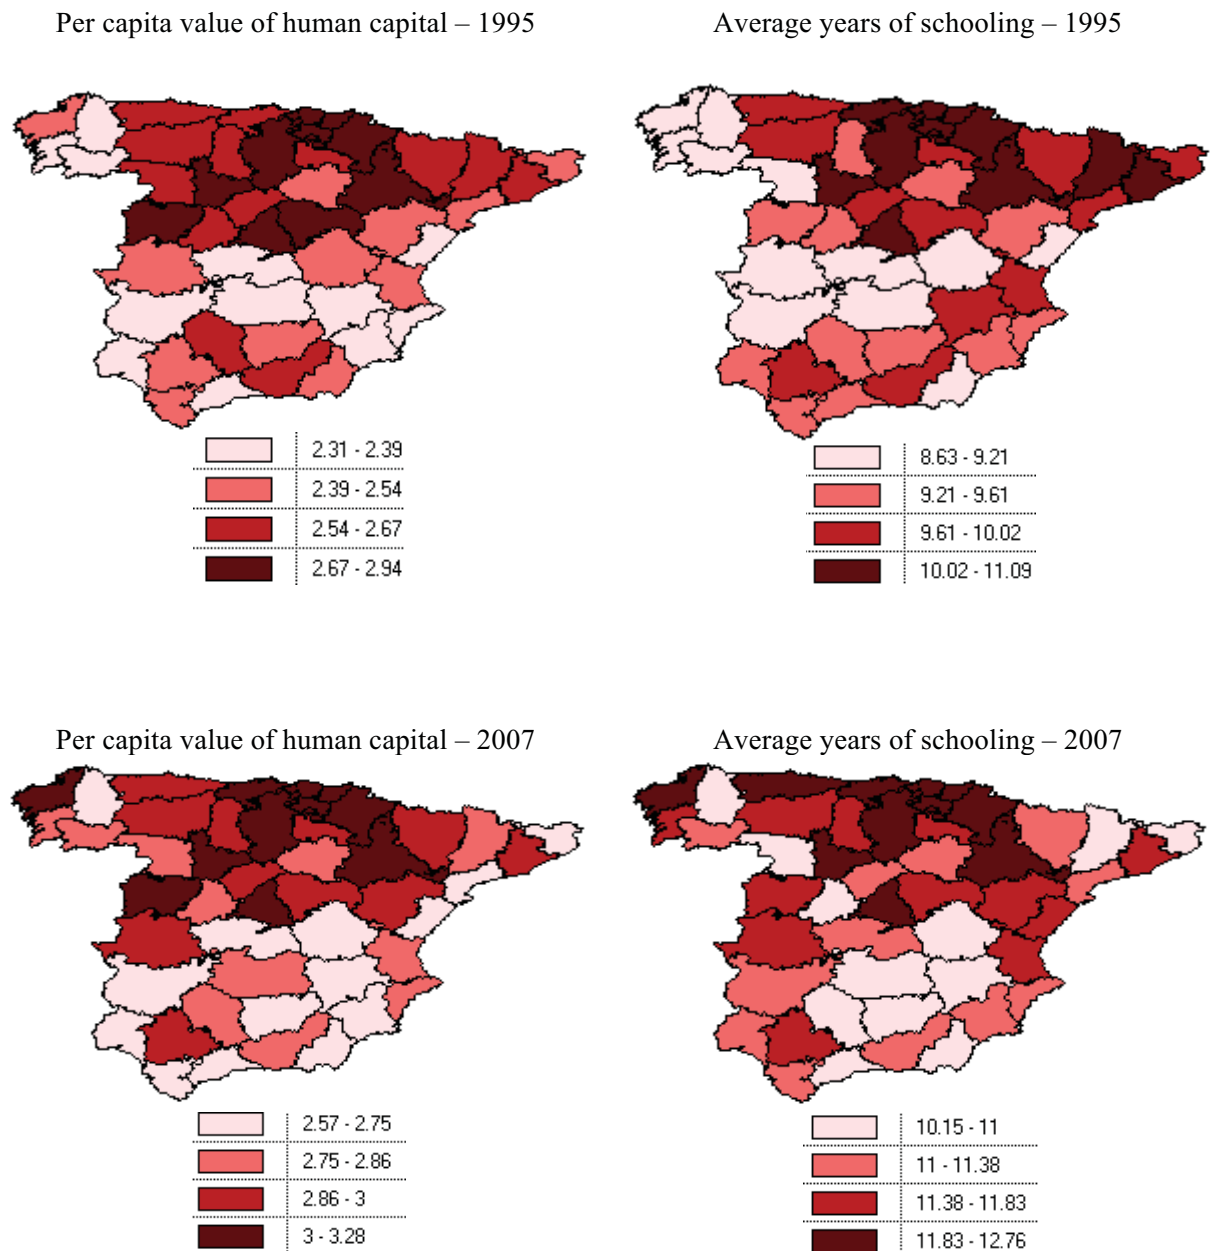 Per capita value of human capital – 1995
Average years of schooling – 1995
2.31 - 2.39
2.39 - 2.54
2.54 - 2.67
2.67 - 2.94
8.63 - 9.21
9.21 - 9.61
9.61 - 10.02
10.02 - 11.09
Per capita value of human capital – 2007
Average years of schooling – 2007
2.57 - 2.75
2.75 - 2.86
2.86 - 3
3 - 3.28
10.15 - 11
11 - 11.38
11.38 - 11.83
11.83 - 12.76